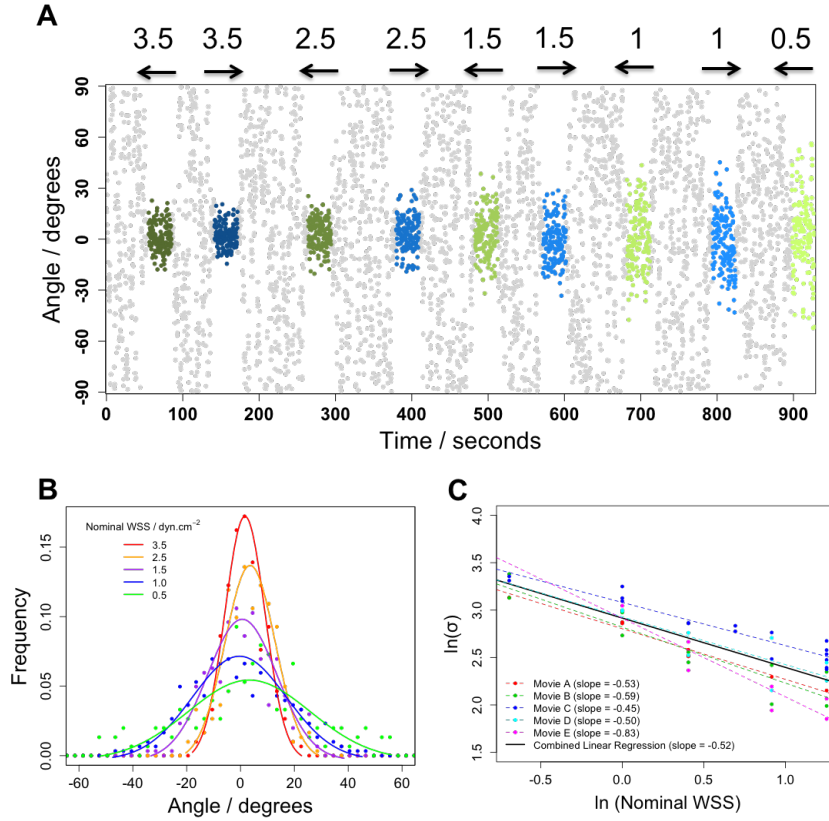 A
3.5 3.5 2.5 2.5 1.5 1.5 1 1 0.5
90
60
30
0
-30
-60
-90
Angle / degrees
0 100 200 300 400 500 600 700 800 900
Time / seconds
B
Nominal WSS / dyn.cm⁻²
3.5
2.5
1.5
1.0
0.5
0.15
0.10
0.05
0.00
Frequency
-60 -40 -20 0 20 40 60
Angle / degrees
C
4.0
3.5
3.0
2.5
2.0
1.5
ln(σ)
Movie A (slope = -0.53)
Movie B (slope = -0.59)
Movie C (slope = -0.45)
Movie D (slope = -0.50)
Movie E (slope = -0.83)
Combined Linear Regression (slope = -0.52)
-0.5 0.0 0.5 1.0
ln (Nominal WSS)